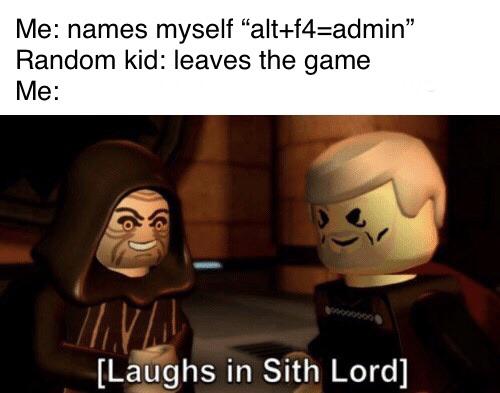 Me: names myself “alt+f4=admin”
Random kid: leaves the game
Me:
[Laughs in Sith Lord]